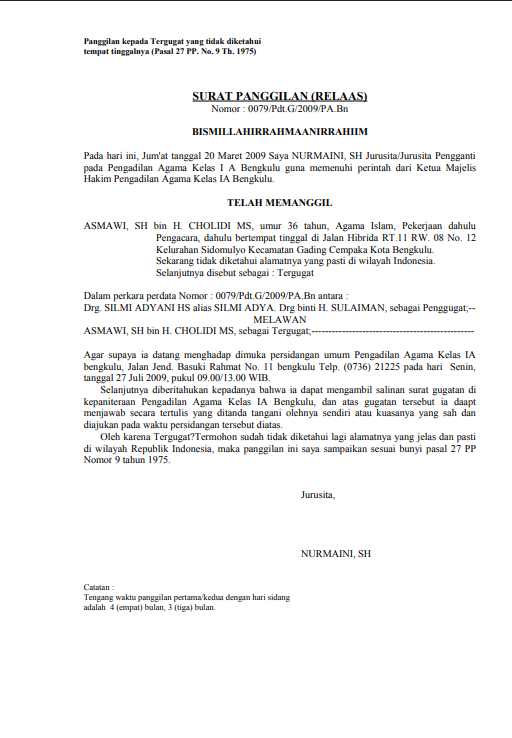 Panggilan kepada Tergugat yang tidak diketahui
tempat tinggalnya (Pasal 27 PP. No. 9 Th. 1975)
SURAT PANGGILAN (RELAAS)
Nomor : 0079/Pdt.G/2009/PA.Bn
BISMILLAHIRRAHMAANIRRAHIIM
Pada hari ini, Jum'at tanggal 20 Maret 2009 Saya NURMAINI, SH Jurusita/Jurusita Pengganti
pada Pengadilan Agama Kelas I A Bengkulu guna memenuhi perintah dari Ketua Majelis
Hakim Pengadilan Agama Kelas IA Bengkulu.
TELAH MEMANGGIL
ASMAWI, SH bin H. CHOLIDI MS, umur 36 tahun, Agama Islam, Pekerjaan dahulu
Pengacara, dahulu bertempat tinggal di Jalan Hibrida RT.11 RW. 08 No. 12
Kelurahan Sidomulyo Kecamatan Gading Cempaka Kota Bengkulu.
Sekarang tidak diketahui alamatnya yang pasti di wilayah Indonesia.
Selanjutnya disebut sebagai : Tergugat
Dalam perkara perdata Nomor : 0079/Pdt.G/2009/PA.Bn antara :
Drg. SILMI ADYANI HS alias SILMI ADYA. Drg binti H. SULAIMAN, sebagai Penggugat;--
MELAWAN
ASMAWI, SH bin H. CHOLIDI MS, sebagai Tergugat;------------------------------------------------
Agar supaya ia datang menghadap dimuka persidangan umum Pengadilan Agama Kelas IA
bengkulu, Jalan Jend. Basuki Rahmat No. 11 bengkulu Telp. (0736) 21225 pada hari Senin,
tanggal 27 Juli 2009, pukul 09.00/13.00 WIB.
Selanjutnya diberitahukan kepadanya bahwa ia dapat mengambil salinan surat gugatan di
kepaniteraan Pengadilan Agama Kelas IA Bengkulu, dan atas gugatan tersebut ia daapt
menjawab secara tertulis yang ditanda tangani olehnya sendiri atau kuasanya yang sah dan
diajukan pada waktu persidangan tersebut diatas.
Oleh karena Tergugat?Termohon sudah tidak diketahui lagi alamatnya yang jelas dan pasti
di wilayah Republik Indonesia, maka panggilan ini saya sampaikan sesuai bunyi pasal 27 PP
Nomor 9 tahun 1975.
Jurusita,
NURMAINI, SH
Catatan :
Tengang waktu panggilan pertama/kedua dengan hari sidang
adalah 4 (empat) bulan, 3 (tiga) bulan.